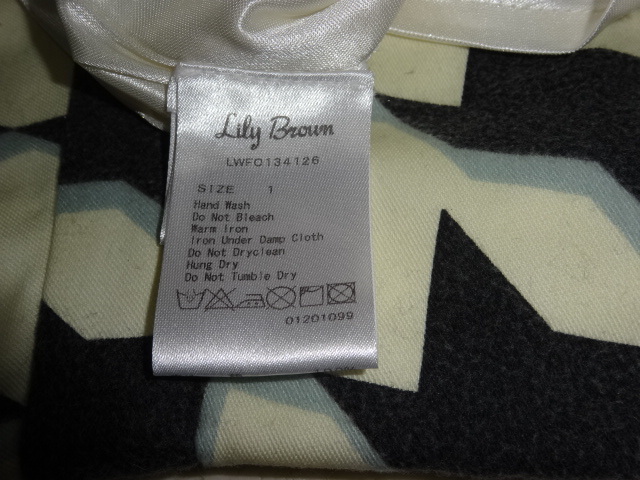 Lily Brown
LWFO134126
SIZE 1
Hand Wash
Do Not Bleach
Warm Iron
Iron Under Damp Cloth
Do Not Dryclean
Hung Dry
Do Not Tumble Dry
01201099